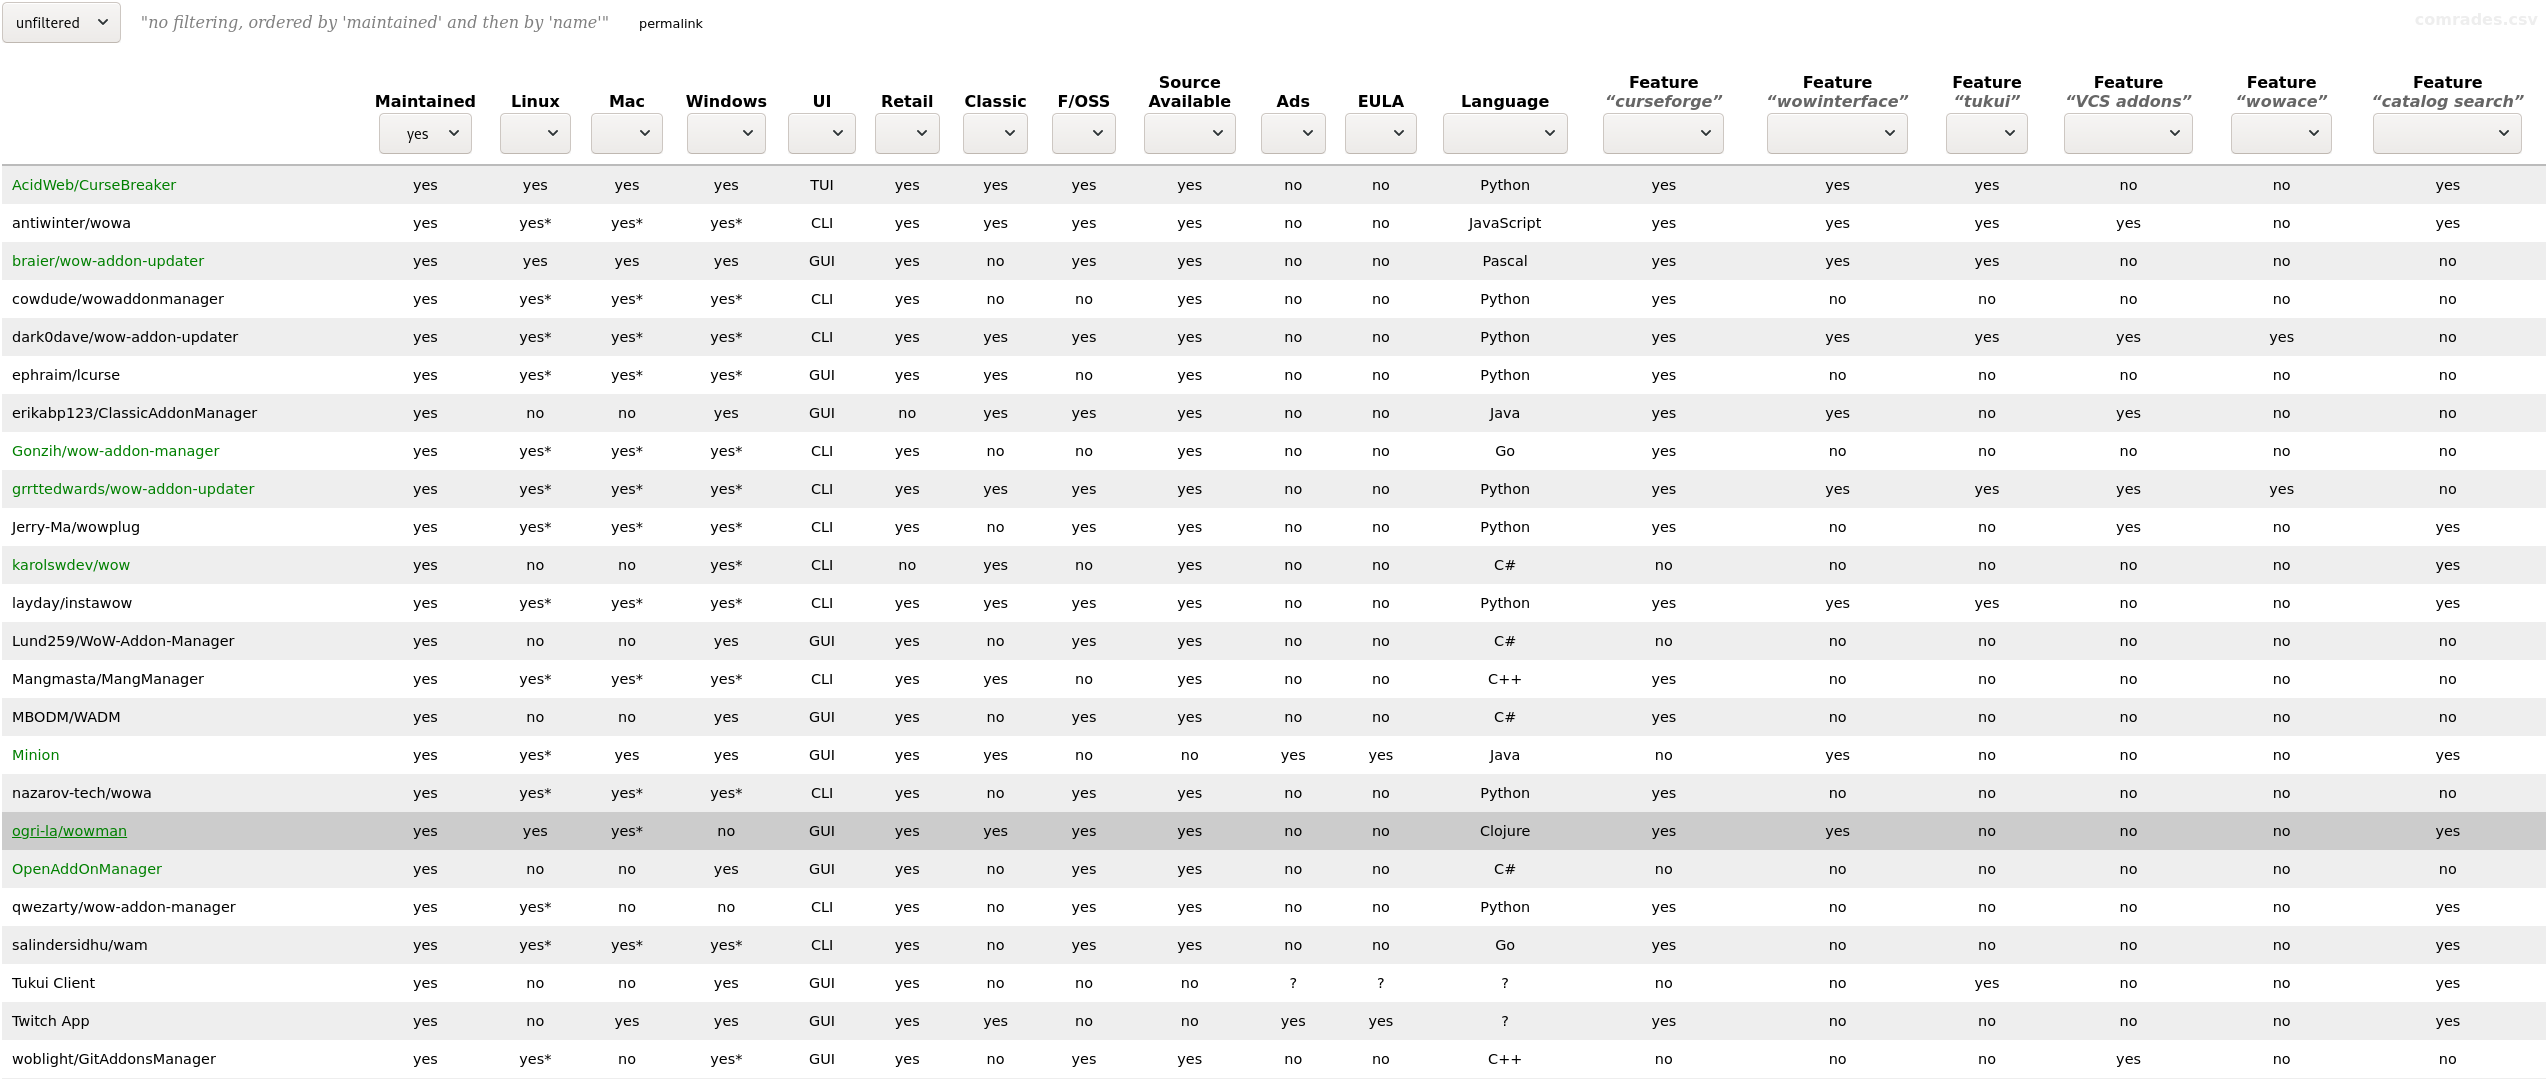 unfiltered "no filtering, ordered by 'maintained' and then by 'name'" permalink comrades.csv
Source Feature Feature Feature Feature Feature Feature
Maintained Linux Mac Windows UI Retail Classic F/OSS Available Ads EULA Language “curseforge” “wowinterface” “tukui” “VCS addons” “wowace” “catalog search”
yes
AcidWeb/CurseBreaker yes yes yes yes TUI yes yes yes yes no no Python yes yes yes no no yes
antiwinter/wowa yes yes* yes* yes* CLI yes yes yes yes no no JavaScript yes yes yes yes no yes
braier/wow-addon-updater yes yes yes yes GUI yes no yes yes no no Pascal yes yes yes no no no
cowdude/wowaddonmanager yes yes* yes* yes* CLI yes no no yes no no Python yes no no no no no
dark0dave/wow-addon-updater yes yes* yes* yes* CLI yes yes yes yes no no Python yes yes yes yes yes no
ephraim/lcurse yes yes* yes* yes* GUI yes yes no yes no no Python yes no no no no no
erikabp123/ClassicAddonManager yes no no yes GUI no yes yes yes no no Java yes yes no yes no no
Gonzih/wow-addon-manager yes yes* yes* yes* CLI yes no no yes no no Go yes no no no no no
grrttedwards/wow-addon-updater yes yes* yes* yes* CLI yes yes yes yes no no Python yes yes yes yes yes no
Jerry-Ma/wowplug yes yes* yes* yes* CLI yes no yes yes no no Python yes no no yes no yes
karolswdev/wow yes no no yes* CLI no yes no yes no no C# no no no no no yes
layday/instawow yes yes* yes* yes* CLI yes yes yes yes no no Python yes yes yes no no yes
Lund259/WoW-Addon-Manager yes no no yes GUI yes no yes yes no no C# no no no no no no
Mangmasta/MangManager yes yes* yes* yes* CLI yes yes no yes no no C++ yes no no no no no
MBODM/WADM yes no no yes GUI yes no yes yes no no C# yes no no no no no
Minion yes yes* yes yes GUI yes yes no no yes yes Java no yes no no no yes
nazarov-tech/wowa yes yes* yes* yes* CLI yes no yes yes no no Python yes no no no no no
ogri-la/wowman yes yes yes* no GUI yes yes yes yes no no Clojure yes yes no no no yes
OpenAddOnManager yes no no yes GUI yes no yes yes no no C# no no no no no no
qwezarty/wow-addon-manager yes yes* no no CLI yes no yes yes no no Python yes no no no no yes
salindersidhu/wam yes yes* yes* yes* CLI yes no yes yes no no Go yes no no no no yes
Tukui Client yes no no yes GUI yes no no no ? ? ? no no yes no no yes
Twitch App yes no yes yes GUI yes yes no no yes yes ? yes no no no no yes
woblight/GitAddonsManager yes yes* no yes* GUI yes no yes yes no no C++ no no no yes no no